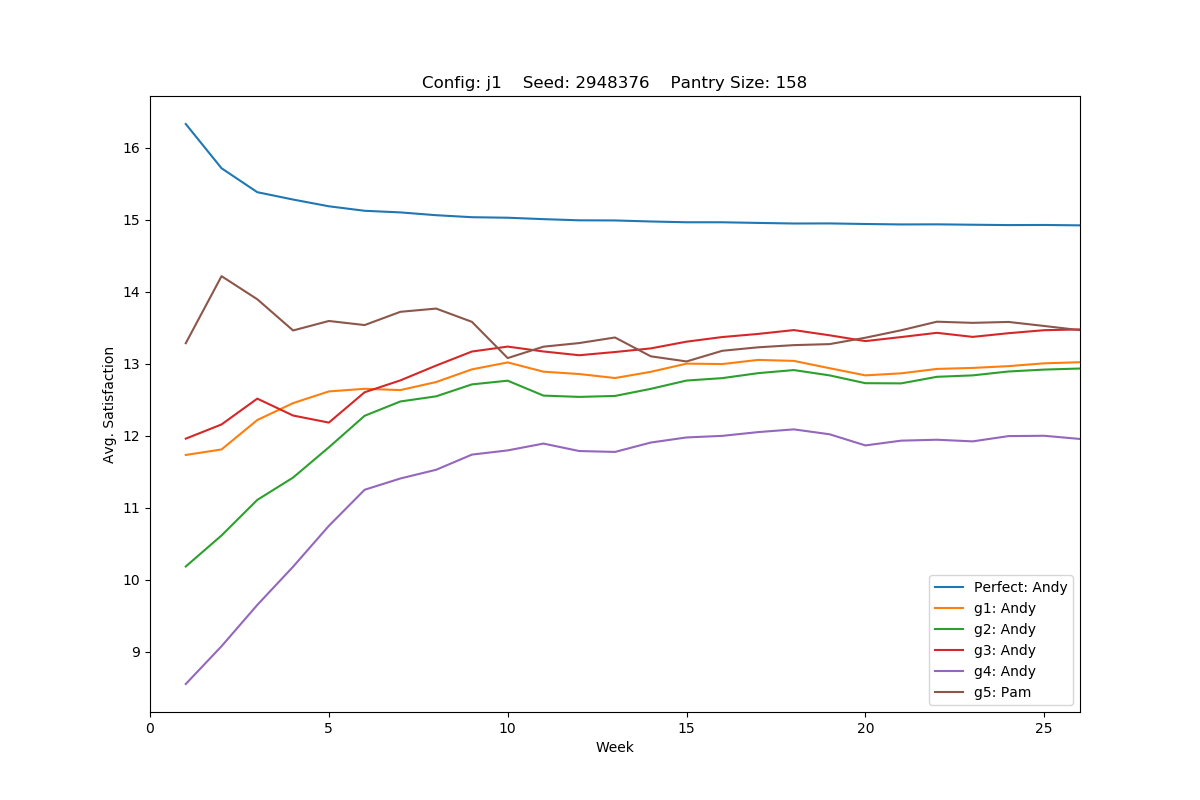 Config: j1    Seed: 2948376    Pantry Size: 158
Avg. Satisfaction
16
15
14
13
12
11
10
9
0 5 10 15 20 25
Week
Perfect: Andy
g1: Andy
g2: Andy
g3: Andy
g4: Andy
g5: Pam